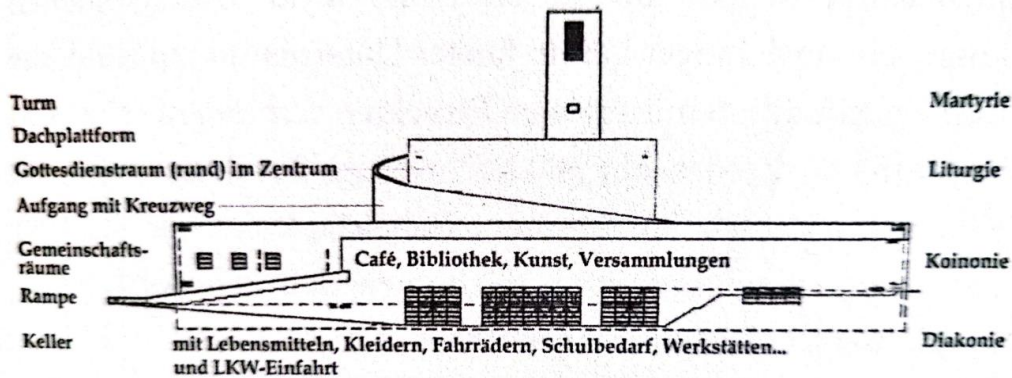 Turm
Martyrie
Dachplattform
Gottesdienstraum (rund) im Zentrum
Liturgie
Aufgang mit Kreuzweg
Gemeinschafts-
räume
Café, Bibliothek, Kunst, Versammlungen
Koinonie
Rampe
Keller
mit Lebensmitteln, Kleidern, Fahrrädern, Schulbedarf, Werkstätten...
und LKW-Einfahrt
Diakonie